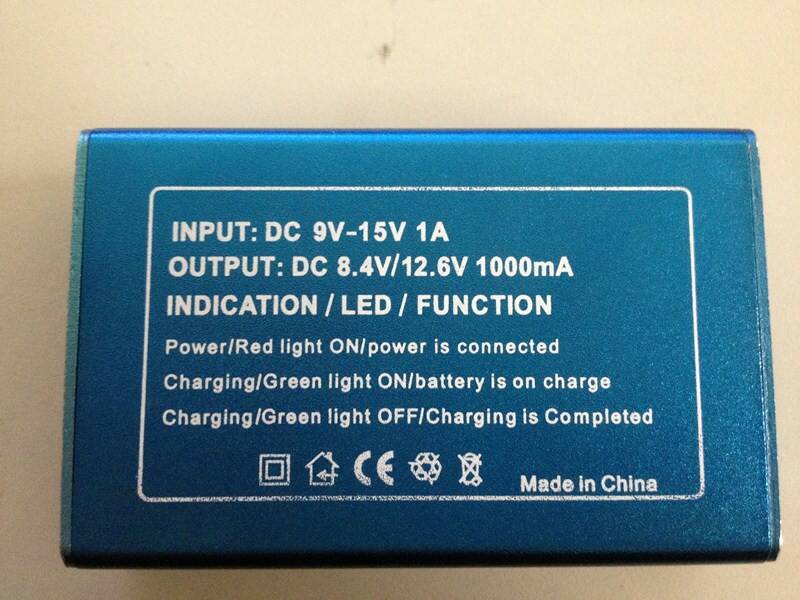 INPUT: DC 9V-15V 1A
OUTPUT: DC 8.4V/12.6V 1000mA
INDICATION / LED / FUNCTION
Power/Red light ON/power is connected
Charging/Green light ON/battery is on charge
Charging/Green light OFF/Charging is Completed
CE
Made in China